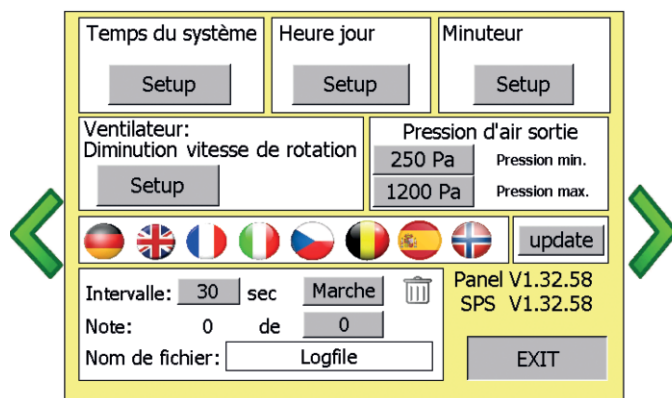 Temps du système
Setup
Heure jour
Setup
Minuteur
Setup
Ventilateur:
Diminution vitesse de rotation
Setup
Pression d'air sortie
250 Pa Pression min.
1200 Pa Pression max.
update
Intervalle: 30 sec Marche
Note: 0 de 0
Nom de fichier: Logfile
Panel V1.32.58
SPS V1.32.58
EXIT